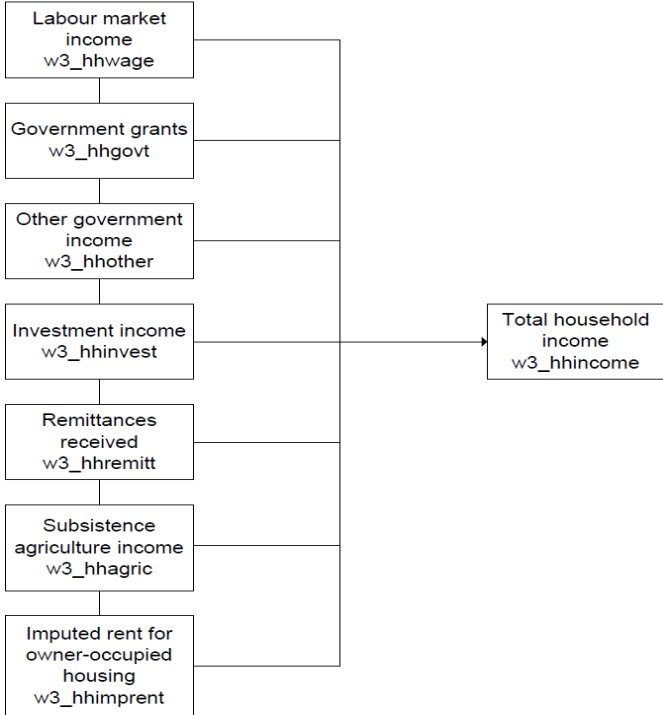 Labour market
income
w3_hhwage
Government grants
w3_hhgovt
Other government
income
w3_hhother
Investment income
w3_hhinvest
Remittances
received
w3_hhremitt
Subsistence
agriculture income
w3_hhagric
Imputed rent for
owner-occupied
housing
w3_hhimprent
Total household
income
w3_hhincome